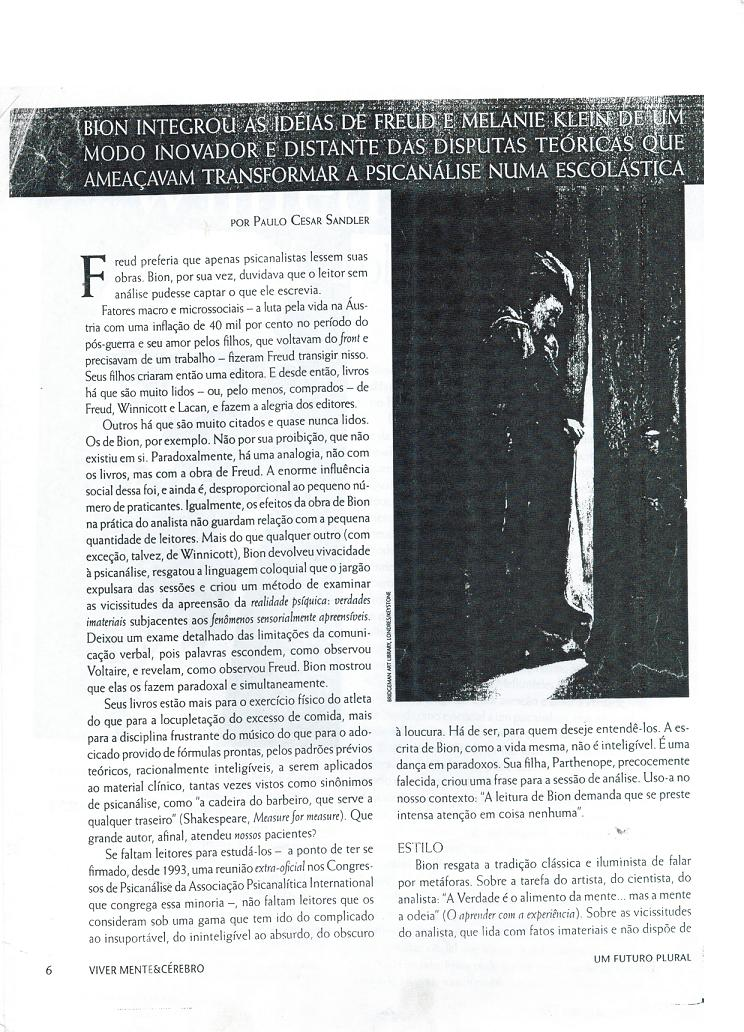 BION INTEGROU AS IDÉIAS DE FREUD E MELANIE KLEIN DE UM
MODO INOVADOR E DISTANTE DAS DISPUTAS TEÓRICAS QUE
AMEAÇAVAM TRANSFORMAR A PSICANÁLISE NUMA ESCOLÁSTICA
POR PAULO CESAR SANDLER
Freud preferia que apenas psicanalistas lessem suas
obras. Bion, por sua vez, duvidava que o leitor sem
análise pudesse captar o que ele escrevia.
Fatores macro e microssociais – a luta pela vida na Áus-
tria com uma inflação de 40 mil por cento no período do
pós-guerra e seu amor pelos filhos, que voltavam do front e
precisavam de um trabalho – fizeram Freud transigir nisso.
Seus filhos criaram então uma editora. E desde então, livros
há que são muito lidos – ou, pelo menos, comprados – de
Freud, Winnicott e Lacan, e fazem a alegria dos editores.
Outros há que são muito citados e quase nunca lidos.
Os de Bion, por exemplo. Não por sua proibição, que não
existiu em si. Paradoxalmente, há uma analogia, não com
os livros, mas com a obra de Freud. A enorme influência
social dessa foi, e ainda é, desproporcional ao pequeno nú-
mero de praticantes. Igualmente, os efeitos da obra de Bion
na prática do analista não guardam relação com a pequena
quantidade de leitores. Mais do que qualquer outro (com
exceção, talvez, de Winnicott), Bion devolveu vivacidade
à psicanálise, resgatou a linguagem coloquial que o jargão
expulsara das sessões e criou um método de examinar
as vicissitudes da apreensão da realidade psíquica: verdades
imateriais subjacentes aos fenômenos sensorialmente apreensíveis.
Deixou um exame detalhado das limitações da comuni-
cação verbal, pois palavras escondem, como observou
Voltaire, e revelam, como observou Freud. Bion mostrou
que elas os fazem paradoxal e simultaneamente.
Seus livros estão mais para o exercício físico do atleta
do que para a locupletação do excesso de comida, mais
para a disciplina frustrante do músico do que para o ado-
cicado provido de fórmulas prontas, pelos padrões prévios
teóricos, racionalmente inteligíveis, a serem aplicados
ao material clínico, tantas vezes vistos como sinônimos
de psicanálise, como "a cadeira do barbeiro, que serve a
qualquer traseiro" (Shakespeare, Measure for measure). Que
grande autor, afinal, atendeu nossos pacientes?
Se faltam leitores para estudá-los – a ponto de ter se
firmado, desde 1993, uma reunião extra-oficial nos Congres-
sos de Psicanálise da Associação Psicanalítica International
que congrega essa minoria –, não faltam leitores que os
consideram sob uma gama que tem ido do complicado
ao insuportável, do ininteligível ao absurdo, do obscuro
BRIDGEMAN ART LIBRARY, LONDRES/KEYSTONE
à loucura. Há de ser, para quem deseje entendê-los. A es-
crita de Bion, como a vida mesma, não é inteligível. É uma
dança em paradoxos. Sua filha, Parthenope, precocemente
falecida, criou uma frase para a sessão de análise. Uso-a no
nosso contexto: "A leitura de Bion demanda que se preste
intensa atenção em coisa nenhuma".
ESTILO
Bion resgata a tradição clássica e iluminista de falar
por metáforas. Sobre a tarefa do artista, do cientista, do
analista: "A Verdade é o alimento da mente... mas a mente
a odeia" (O aprender com a experiência). Sobre as vicissitudes
do analista, que lida com fatos imateriais e não dispõe de
6 VIVER MENTE&CÉREBRO
UM FUTURO PLURAL